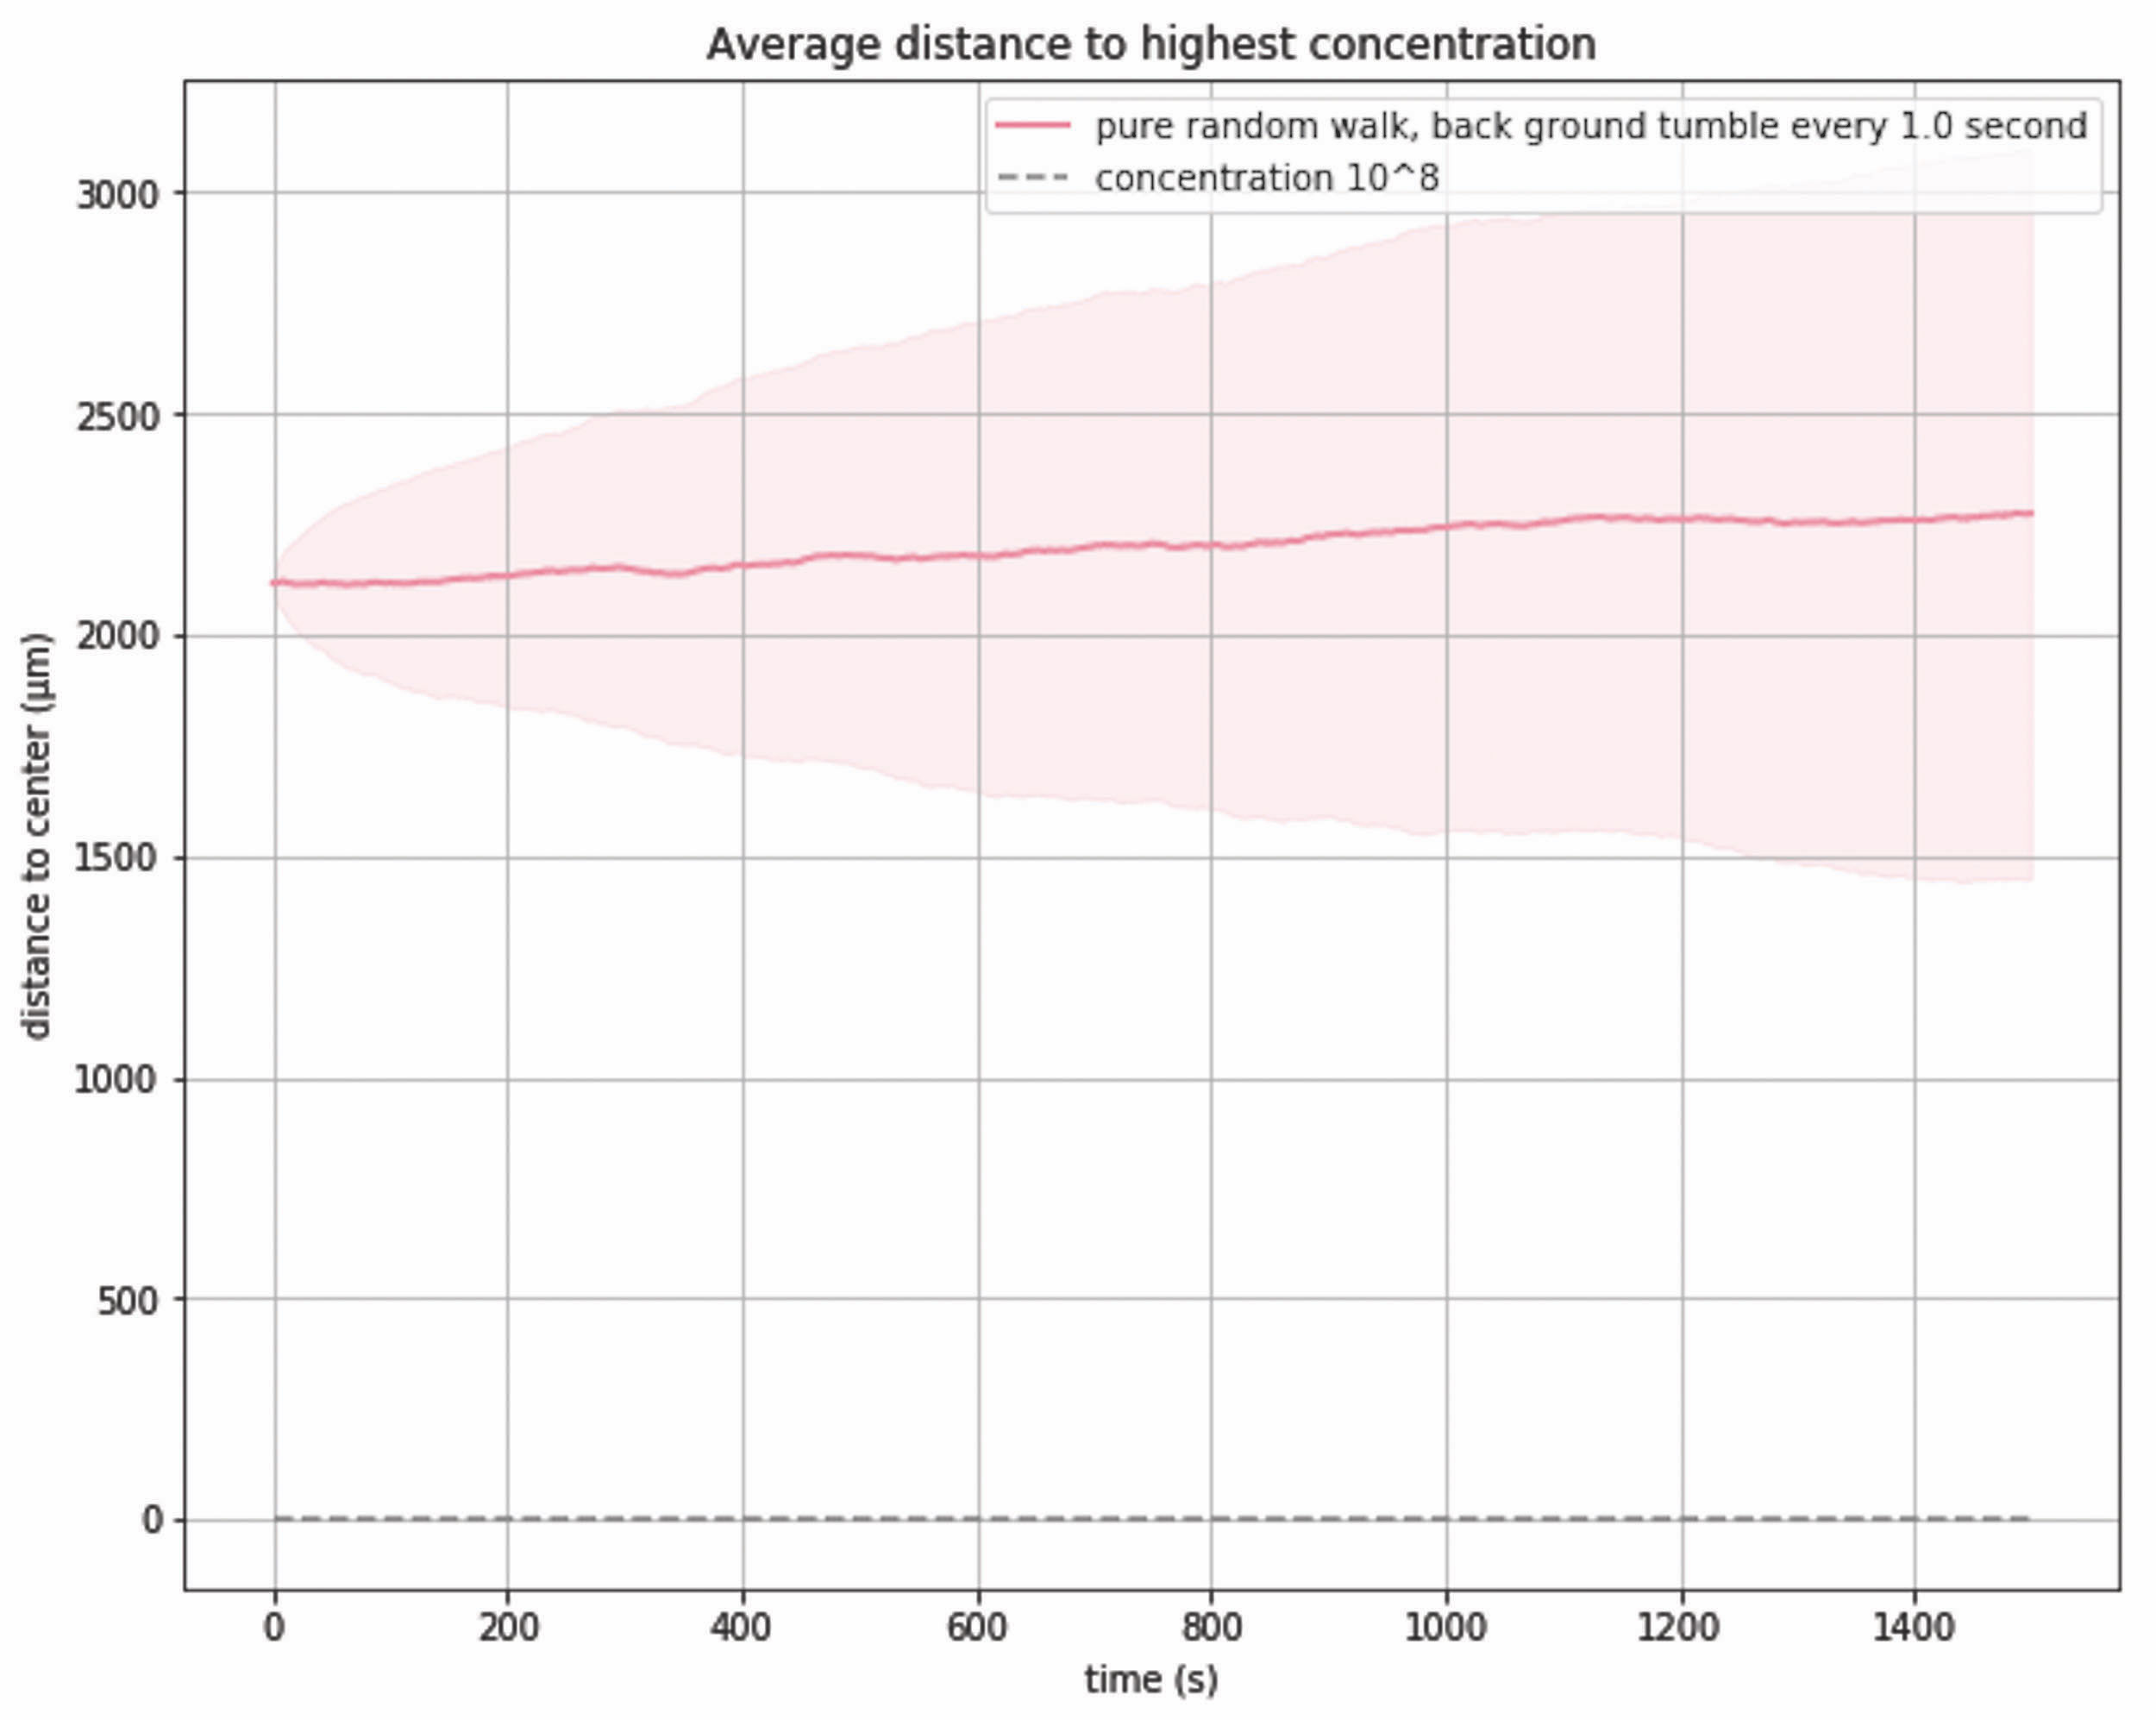 Average distance to highest concentration
pure random walk, back ground tumble every 1.0 second
concentration 10^8
distance to center (µm)
3000
2500
2000
1500
1000
500
0
0 200 400 600 800 1000 1200 1400
time (s)